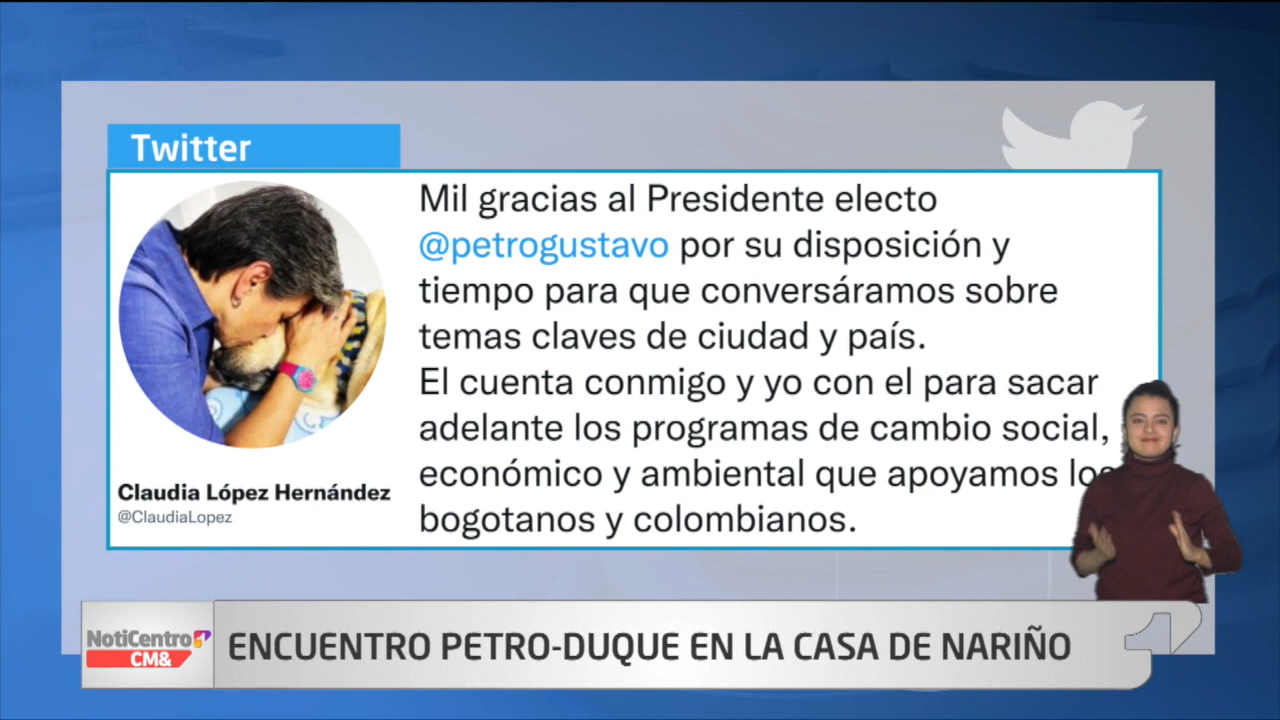 Twitter
Mil gracias al Presidente electo
@petrogustavo por su disposición y
tiempo para que conversáramos sobre
temas claves de ciudad y país.
El cuenta conmigo y yo con el para sacar
adelante los programas de cambio social,
económico y ambiental que apoyamos los
bogotanos y colombianos.
Claudia López Hernández
@ClaudiaLopez
NotiCentro 1
CM&
ENCUENTRO PETRO-DUQUE EN LA CASA DE NARIÑO